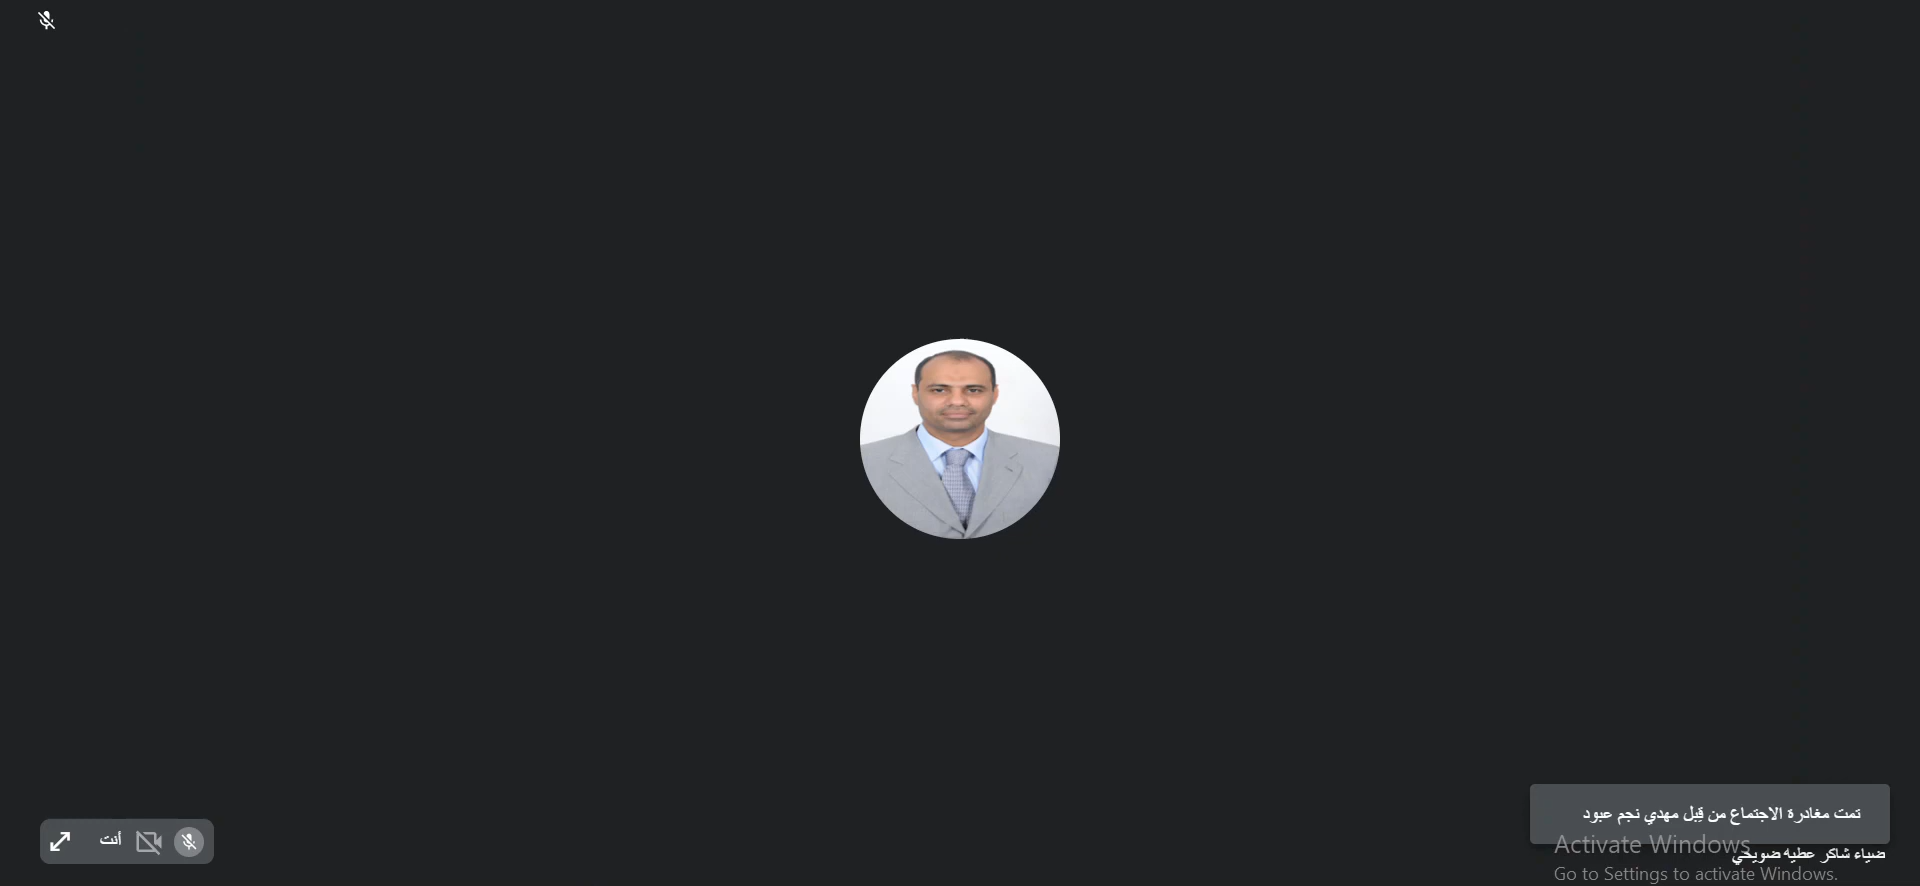 تمت مغادرة الاجتماع من قِبل مهدي نجم عبود
Activate Windows
ضياء شاكر عطيه ضويحي
Go to Settings to activate Windows.
أنت